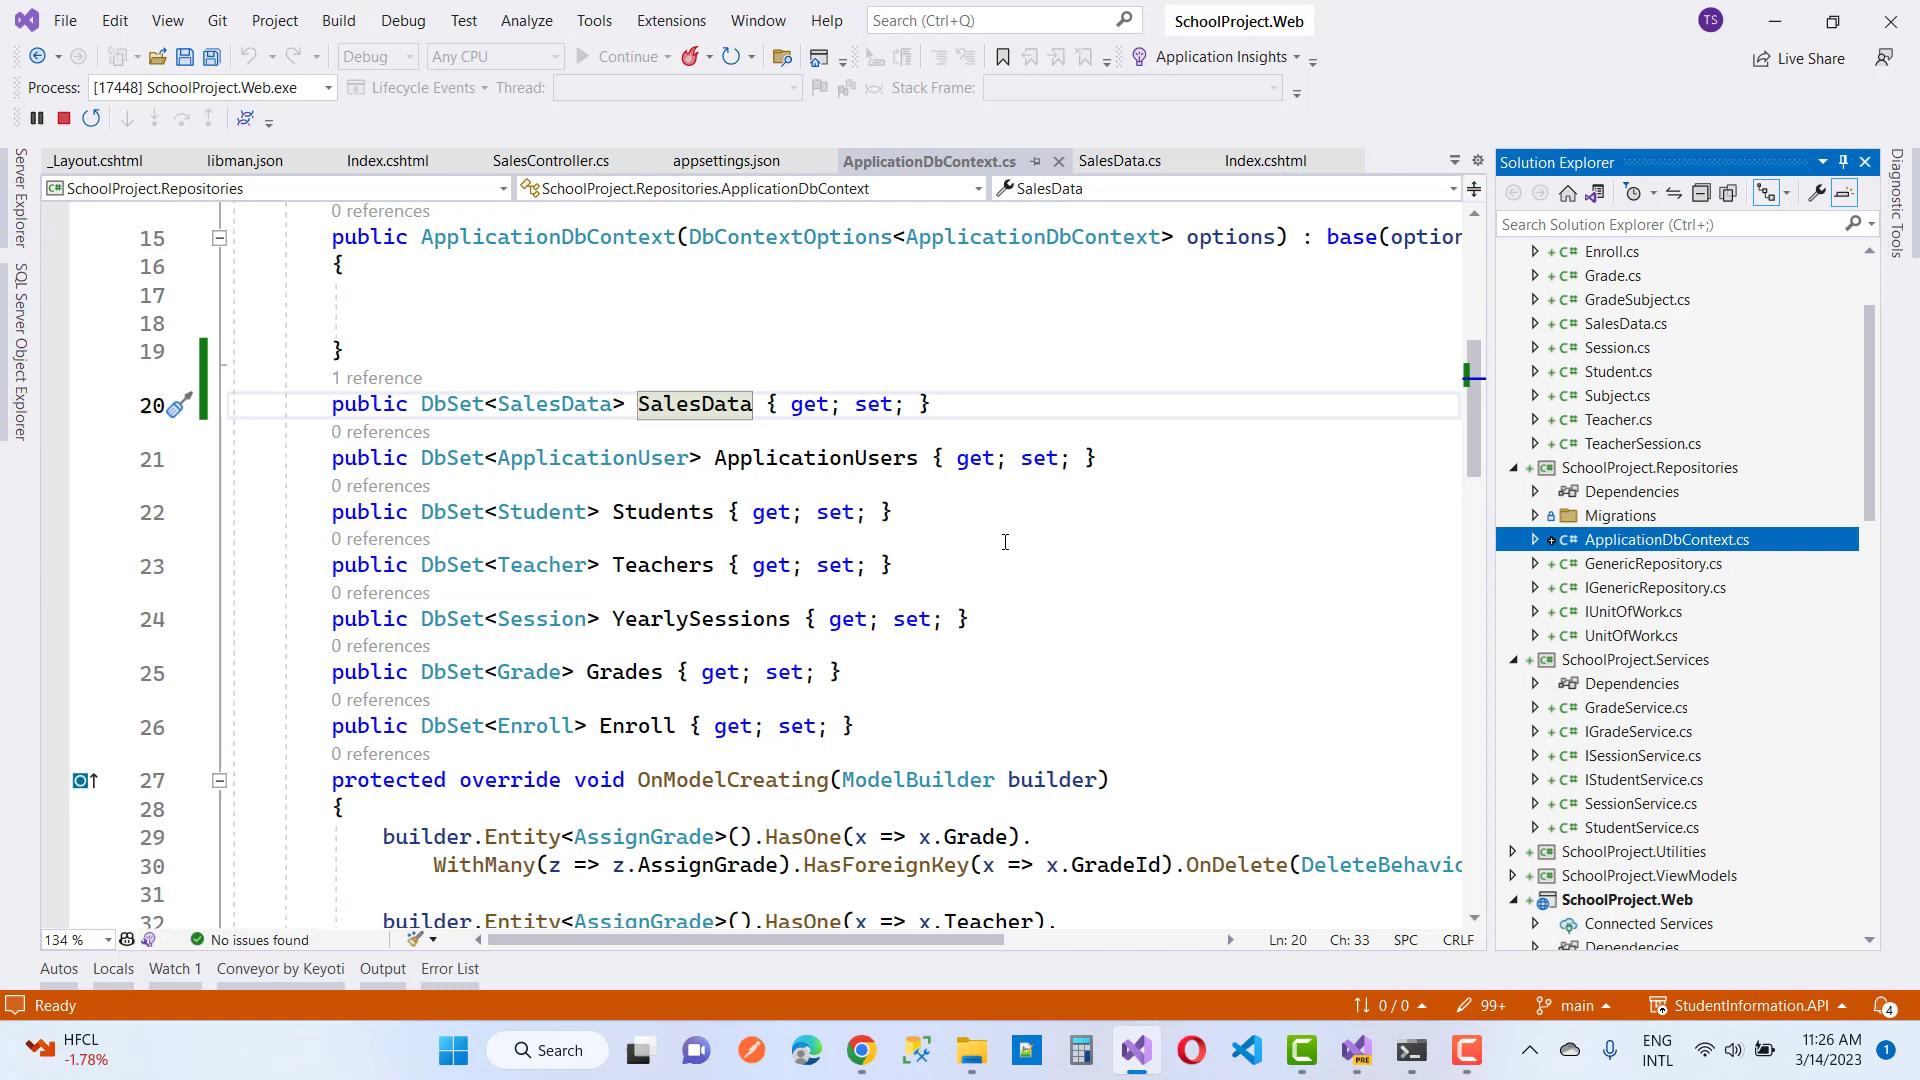 File Edit View Git Project Build Debug Test Analyze Tools Extensions Window Help Search (Ctrl+Q) SchoolProject.Web TS
Debug Any CPU Continue Application Insights Live Share
Process: [17448] SchoolProject.Web.exe Lifecycle Events Thread: Stack Frame:
_Layout.cshtml libman.json Index.cshtml SalesController.cs appsettings.json ApplicationDbContext.cs SalesData.cs Index.cshtml
SchoolProject.Repositories SchoolProject.Repositories.ApplicationDbContext SalesData
Server Explorer
SQL Server Object Explorer
0 references
15 public ApplicationDbContext(DbContextOptions<ApplicationDbContext> options) : base(option
16 {
17
18
19 }
1 reference
20 public DbSet<SalesData> SalesData { get; set; }
0 references
21 public DbSet<ApplicationUser> ApplicationUsers { get; set; }
0 references
22 public DbSet<Student> Students { get; set; }
0 references
23 public DbSet<Teacher> Teachers { get; set; }
0 references
24 public DbSet<Session> YearlySessions { get; set; }
0 references
25 public DbSet<Grade> Grades { get; set; }
0 references
26 public DbSet<Enroll> Enroll { get; set; }
0 references
27 protected override void OnModelCreating(ModelBuilder builder)
28 {
29 builder.Entity<AssignGrade>().HasOne(x => x.Grade).
30 WithMany(z => z.AssignGrade).HasForeignKey(x => x.GradeId).OnDelete(DeleteBehavio
31
32 builder.Entity<AssignGrade>().HasOne(x => x.Teacher).
134 % No issues found Ln: 20 Ch: 33 SPC CRLF
Solution Explorer
Search Solution Explorer (Ctrl+;)
C# Enroll.cs
C# Grade.cs
C# GradeSubject.cs
C# SalesData.cs
C# Session.cs
C# Student.cs
C# Subject.cs
C# Teacher.cs
C# TeacherSession.cs
SchoolProject.Repositories
Dependencies
Migrations
C# ApplicationDbContext.cs
C# GenericRepository.cs
C# IGenericRepository.cs
C# IUnitOfWork.cs
C# UnitOfWork.cs
SchoolProject.Services
Dependencies
C# GradeService.cs
C# IGradeService.cs
C# ISessionService.cs
C# IStudentService.cs
C# SessionService.cs
C# StudentService.cs
SchoolProject.Utilities
SchoolProject.ViewModels
SchoolProject.Web
Connected Services
Dependencies
Diagnostic Tools
Autos Locals Watch 1 Conveyor by Keyoti Output Error List
Ready 0 / 0 99+ main StudentInformation.API 4
HFCL
-1.78%
Search
PRE
ENG
INTL
11:26 AM
3/14/2023
1